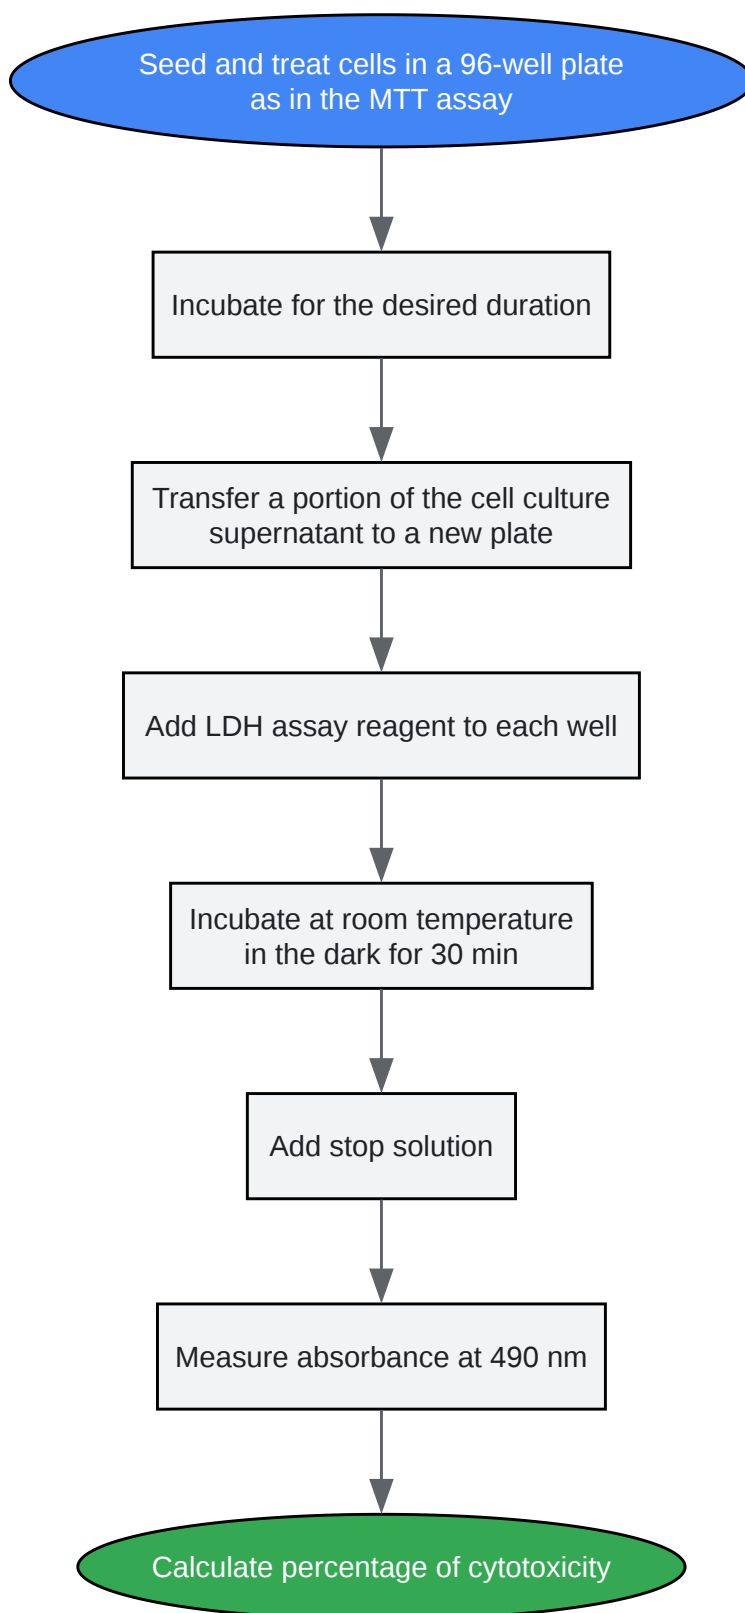 Seed and treat cells in a 96-well plate
as in the MTT assay
Incubate for the desired duration
Transfer a portion of the cell culture
supernatant to a new plate
Add LDH assay reagent to each well
Incubate at room temperature
in the dark for 30 min
Add stop solution
Measure absorbance at 490 nm
Calculate percentage of cytotoxicity